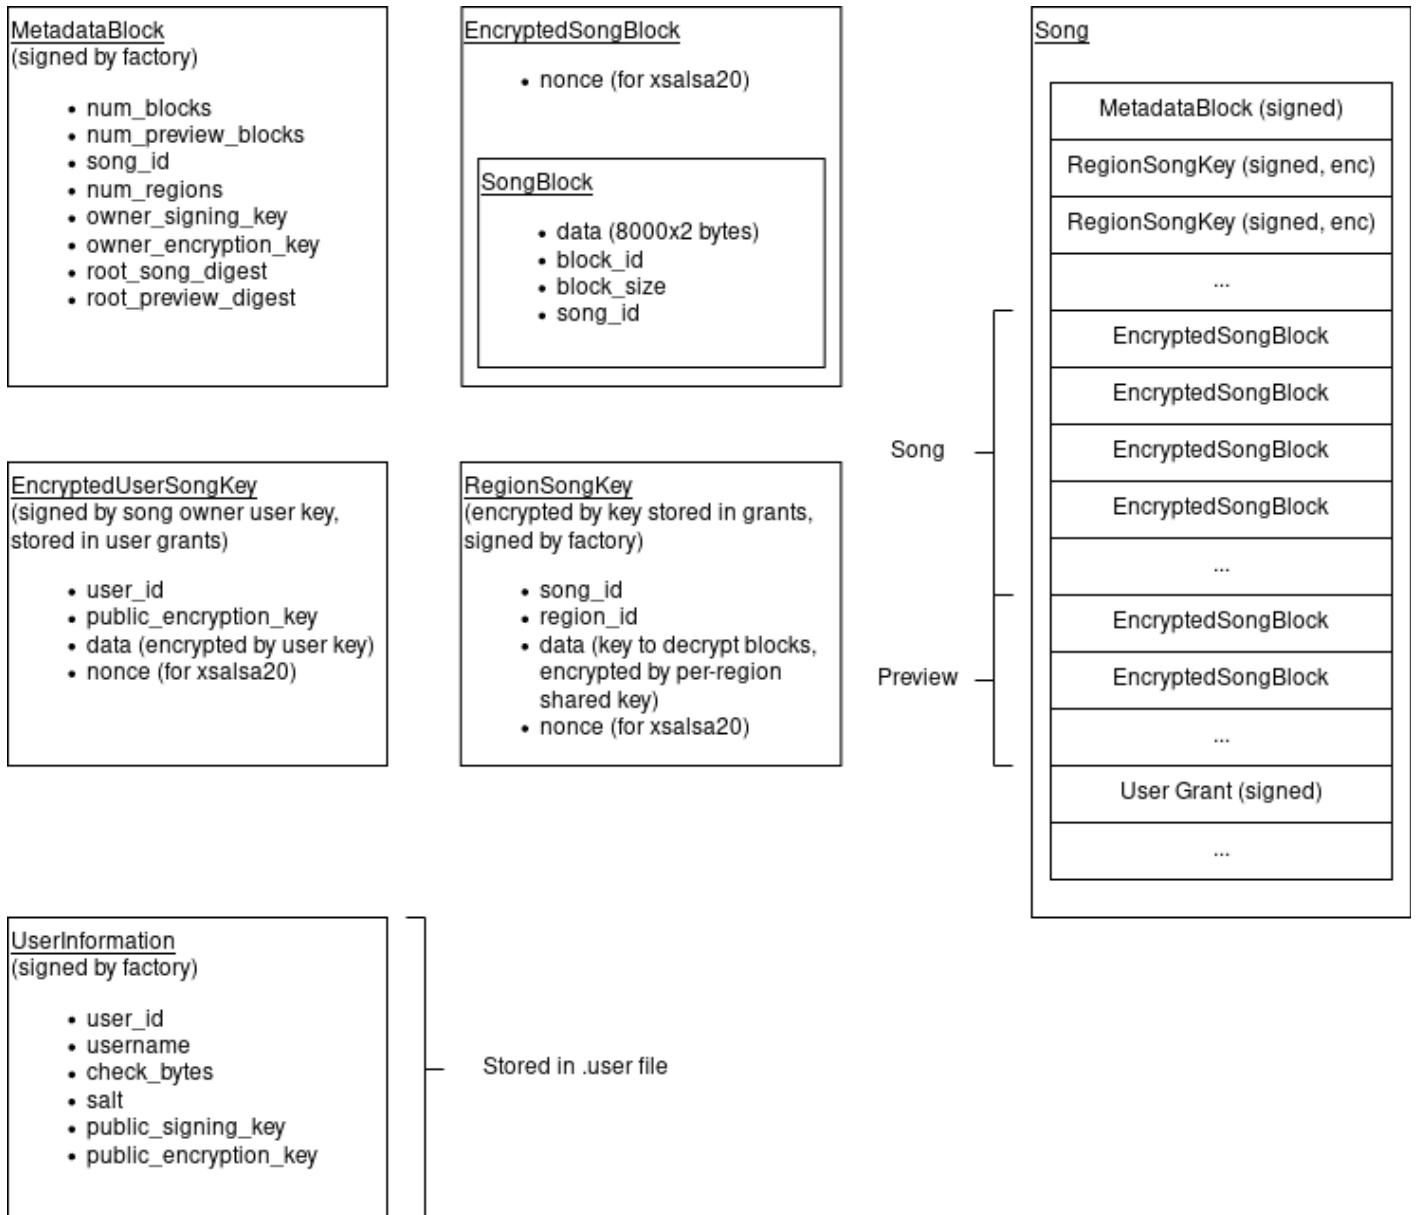 MetadataBlock
(signed by factory)
• num_blocks
• num_preview_blocks
• song_id
• num_regions
• owner_signing_key
• owner_encryption_key
• root_song_digest
• root_preview_digest
EncryptedSongBlock
• nonce (for xsalsa20)
SongBlock
• data (8000x2 bytes)
• block_id
• block_size
• song_id
EncryptedUserSongKey
(signed by song owner user key,
stored in user grants)
• user_id
• public_encryption_key
• data (encrypted by user key)
• nonce (for xsalsa20)
RegionSongKey
(encrypted by key stored in grants,
signed by factory)
• song_id
• region_id
• data (key to decrypt blocks,
encrypted by per-region
shared key)
• nonce (for xsalsa20)
Song
MetadataBlock (signed)
RegionSongKey (signed, enc)
RegionSongKey (signed, enc)
...
Song
EncryptedSongBlock
EncryptedSongBlock
EncryptedSongBlock
EncryptedSongBlock
...
Preview
EncryptedSongBlock
EncryptedSongBlock
...
User Grant (signed)
...
UserInformation
(signed by factory)
• user_id
• username
• check_bytes
• salt
• public_signing_key
• public_encryption_key
Stored in .user file